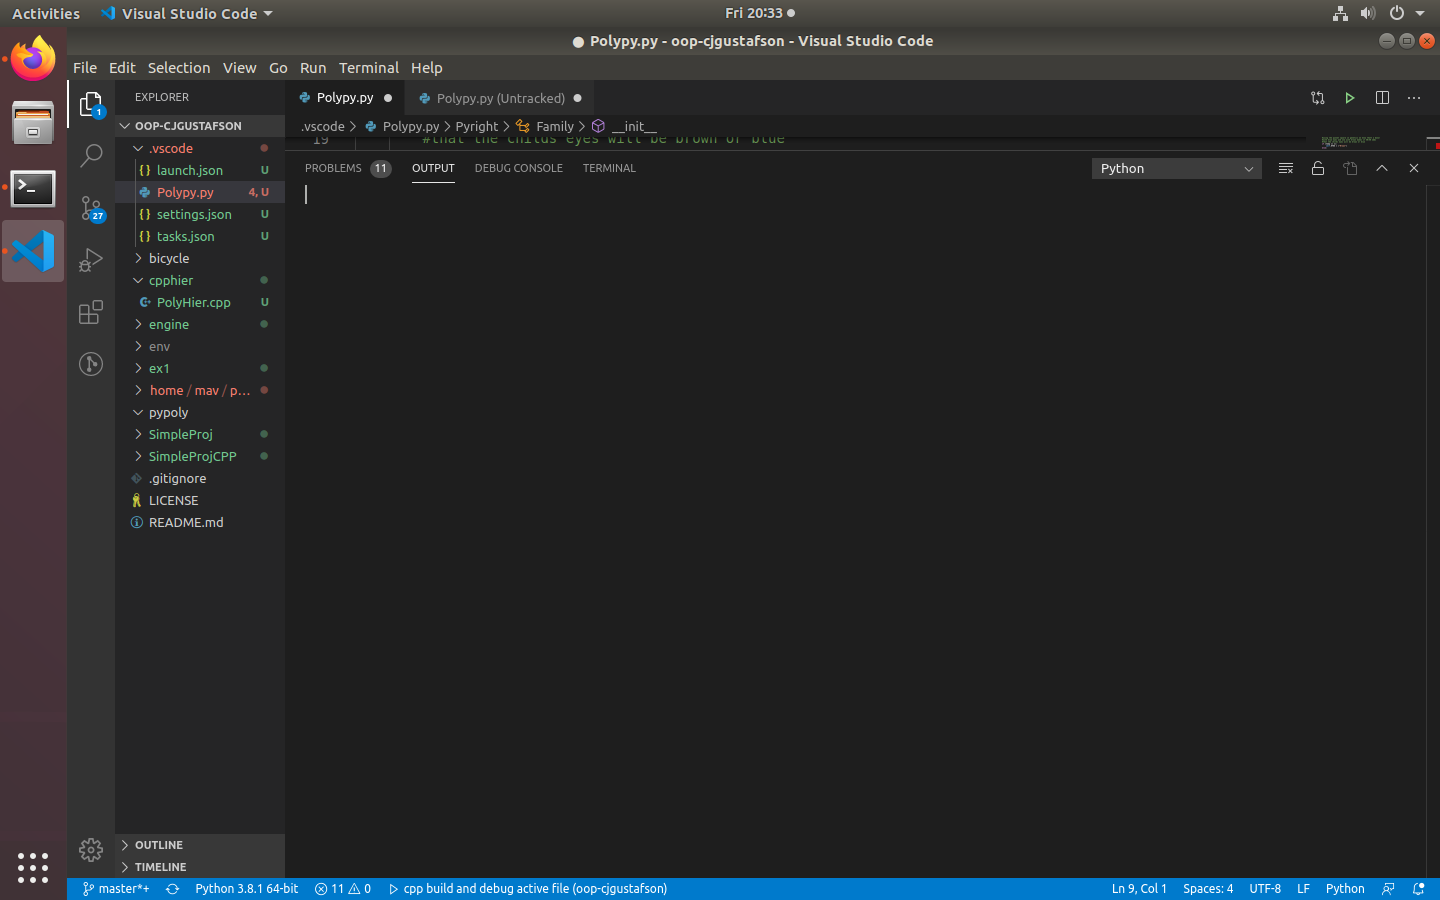 Activities
Visual Studio Code
Fri 20:33
Polypy.py - oop-cjgustafson - Visual Studio Code
File Edit Selection View Go Run Terminal Help
1
27
EXPLORER
OOP-CJGUSTAFSON
.vscode
launch.json U
Polypy.py 4, U
settings.json U
tasks.json U
bicycle
cpphier
PolyHier.cpp U
engine
env
ex1
home / mav / p...
pypoly
SimpleProj
SimpleProjCPP
.gitignore
LICENSE
README.md
OUTLINE
TIMELINE
Polypy.py
Polypy.py (Untracked)
.vscode > Polypy.py > Pyright > Family > __init__
19 #that the childs eyes will be brown or blue
PROBLEMS 11 OUTPUT DEBUG CONSOLE TERMINAL
Python
master*+ Python 3.8.1 64-bit 11 0 cpp build and debug active file (oop-cjgustafson)
Ln 9, Col 1 Spaces: 4 UTF-8 LF Python